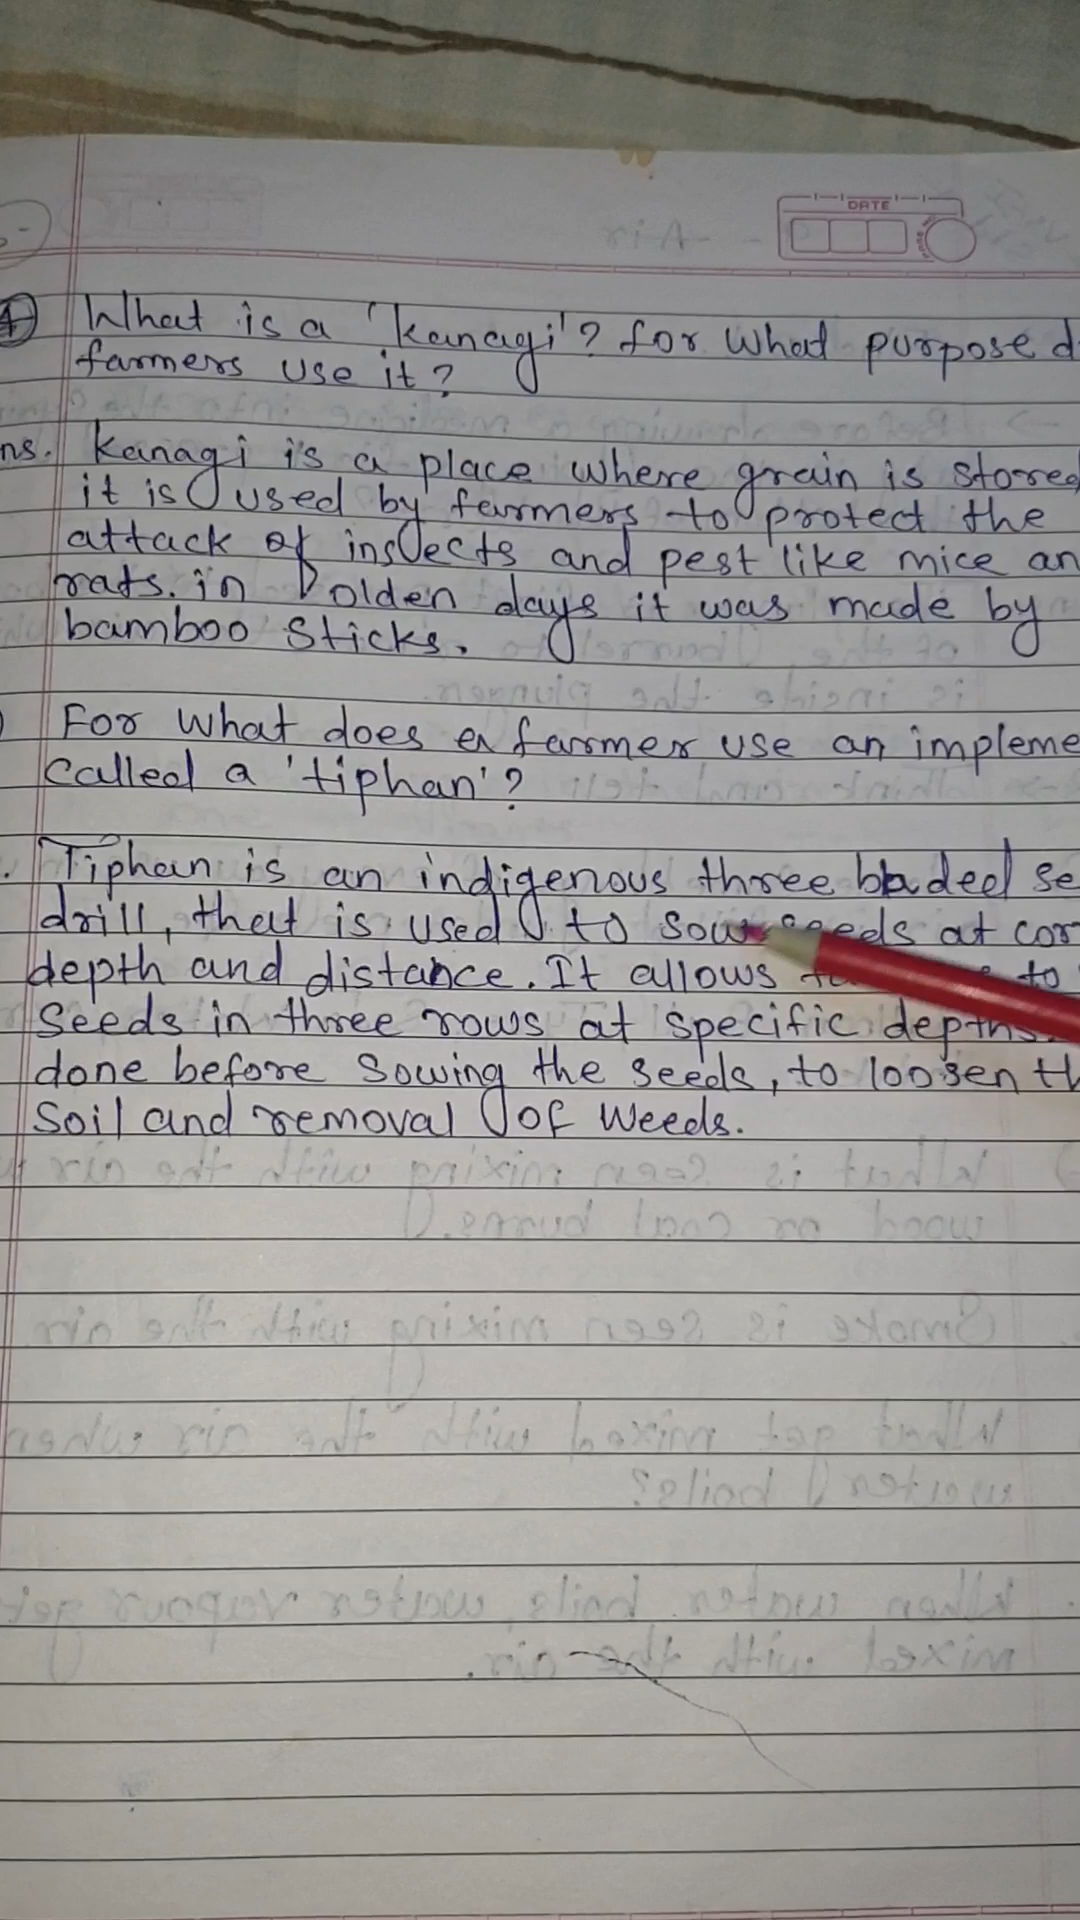 DATE
What is a 'kanagi'? for what purpose d
farmers use it?
ns. Kanagi is a place where grain is stored
it is used by farmers to protect the
attack of insects and pest like mice an
rats. in olden days it was made by
bamboo sticks.
For what does a farmer use an impleme
called a 'tiphan'?
Tiphan is an indigenous three bladed se
drill, that is used to sow seeds at cor
depth and distance. It allows to
Seeds in three rows at specific depths.
done before sowing the seeds, to loosen th
Soil and removal of weeds.